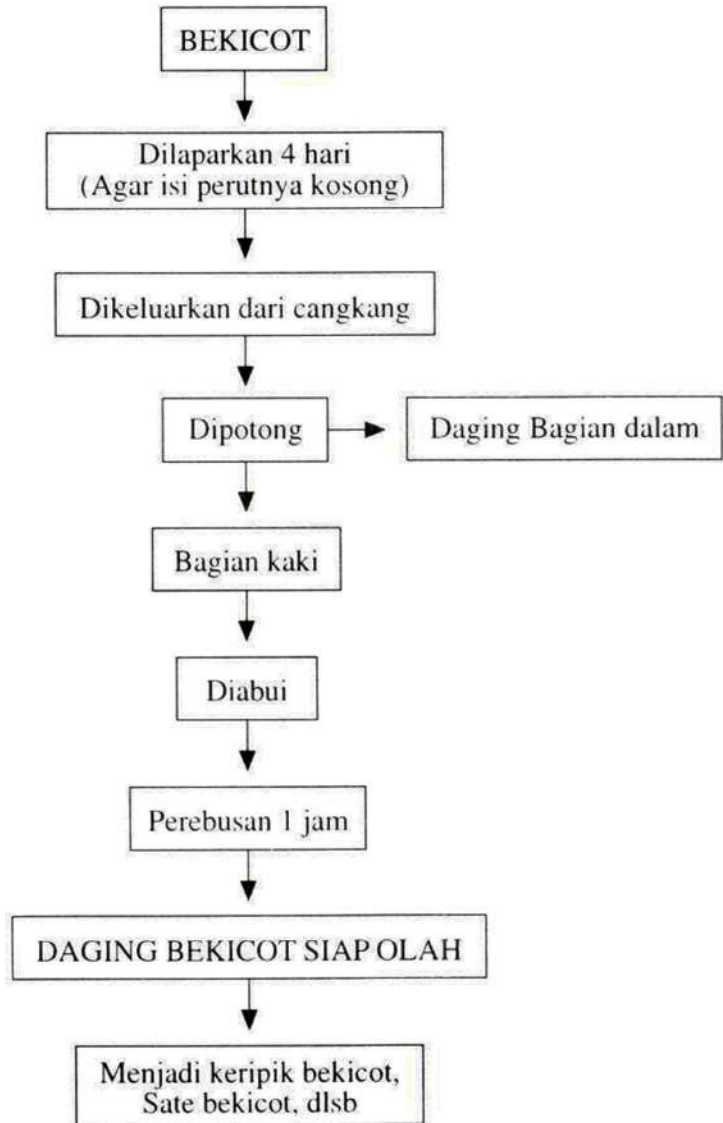 BEKICOT
Dilaparkan 4 hari
(Agar isi perutnya kosong)
Dikeluarkan dari cangkang
Dipotong
Daging Bagian dalam
Bagian kaki
Diabui
Perebusan 1 jam
DAGING BEKICOT SIAP OLAH
Menjadi keripik bekicot,
Sate bekicot, dlsb